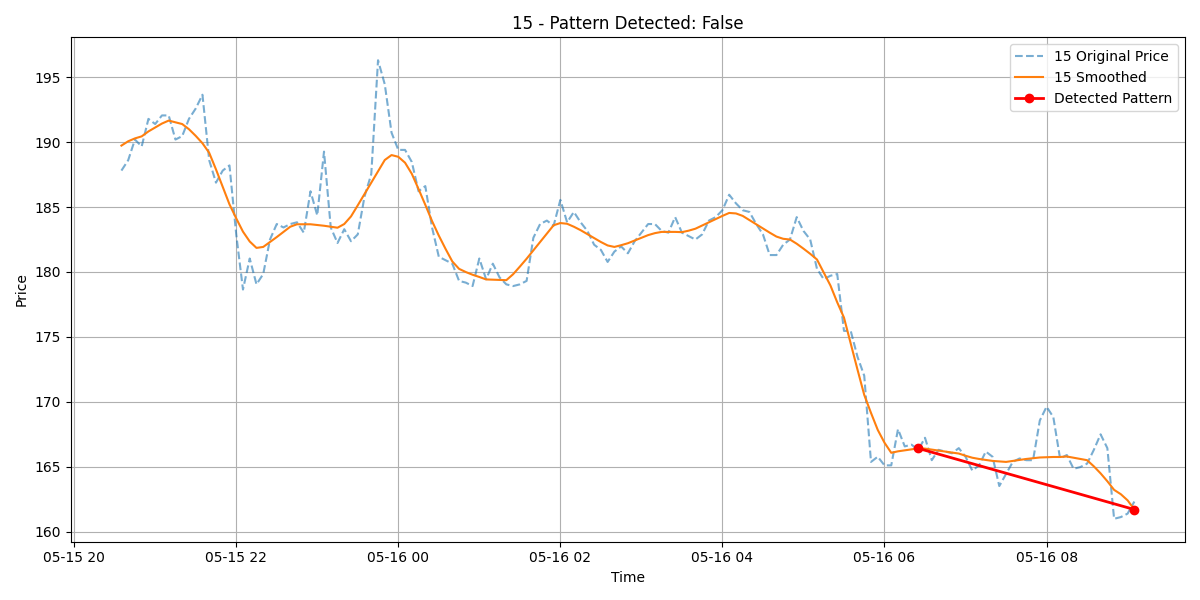 15 - Pattern Detected: False
15 Original Price
15 Smoothed
Detected Pattern
Price
195
190
185
180
175
170
165
160
05-15 20
05-15 22
05-16 00
05-16 02
05-16 04
05-16 06
05-16 08
Time